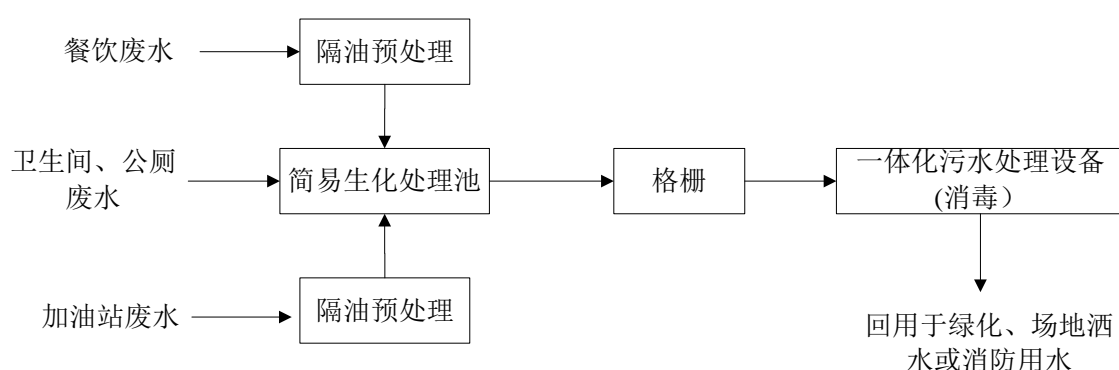 餐饮废水
隔油预处理
卫生间、公厕
废水
简易生化处理池
格栅
一体化污水处理设备
(消毒）
加油站废水
隔油预处理
回用于绿化、场地洒
水或消防用水